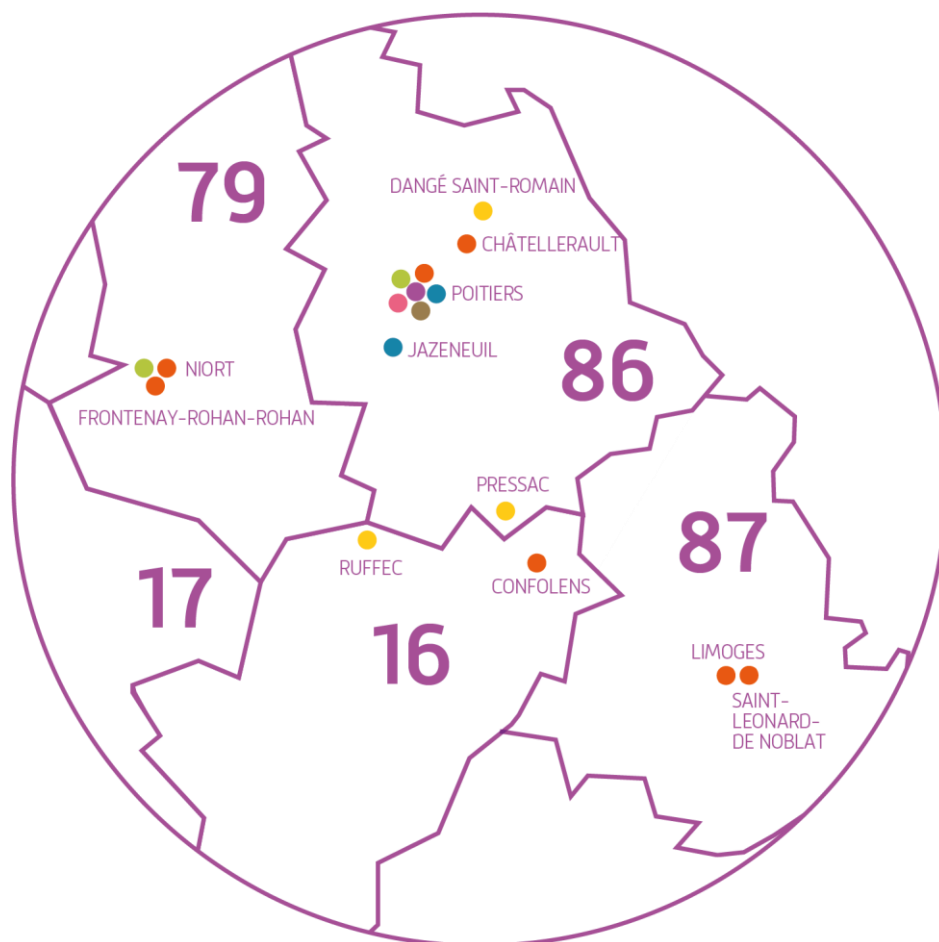 79
DANGÉ SAINT-ROMAIN
CHÂTELLERAULT
POITIERS
JAZENEUIL
86
NIORT
FRONTENAY-ROHAN-ROHAN
PRESSAC
87
RUFFEC
17
CONFOLENS
16
LIMOGES
SAINT-
LEONARD-
DE NOBLAT